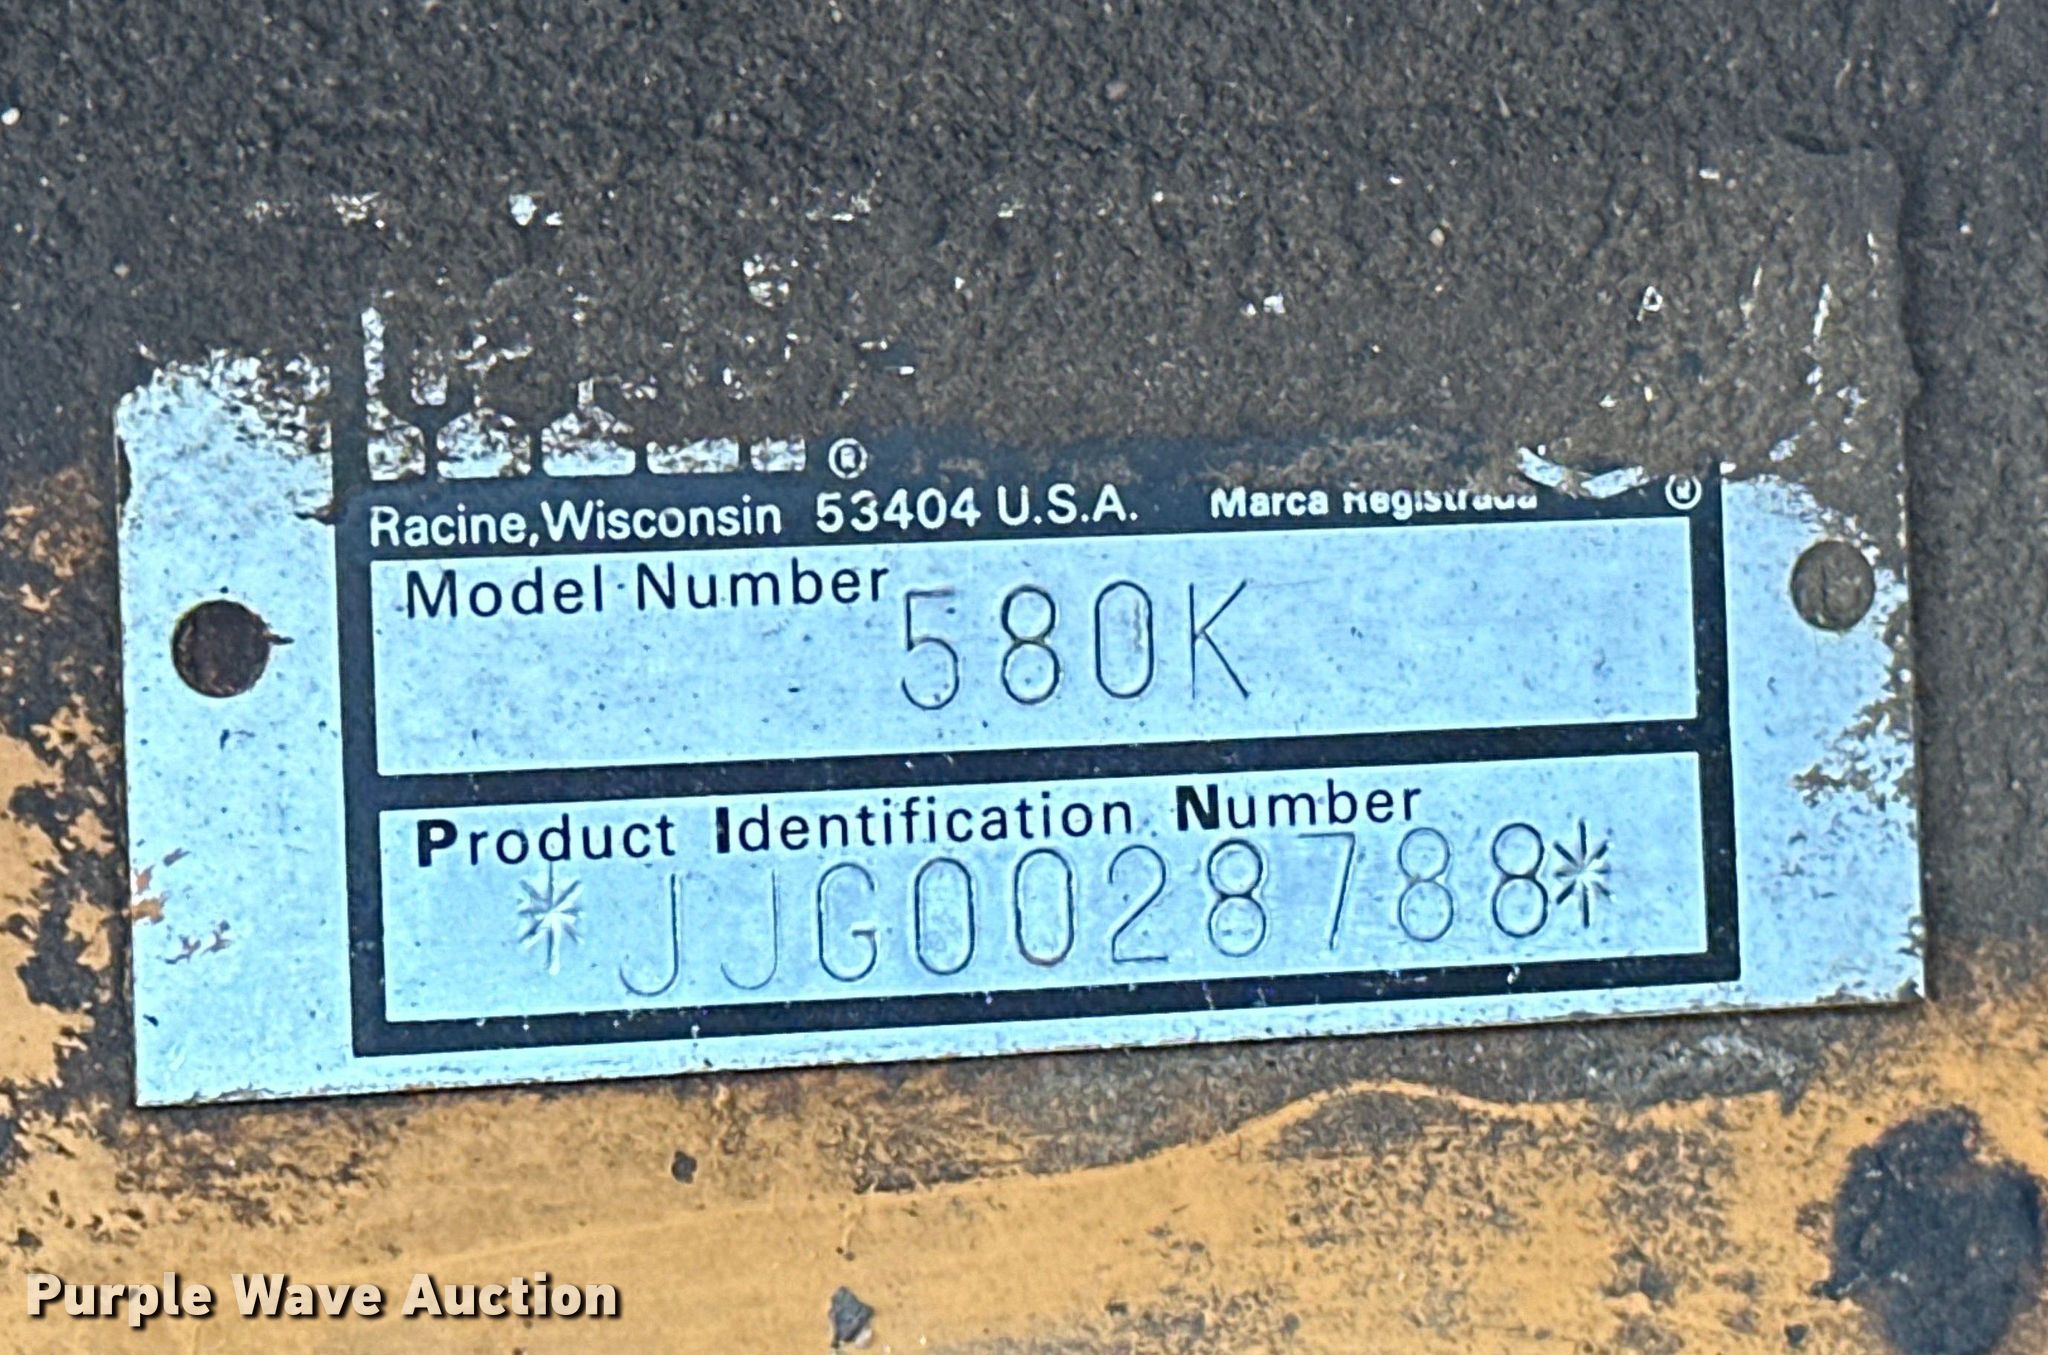 ®
Racine, Wisconsin 53404 U.S.A. Marca Registrada ®
Model Number 580K
Product Identification Number
*JJG0028788*
Purple Wave Auction